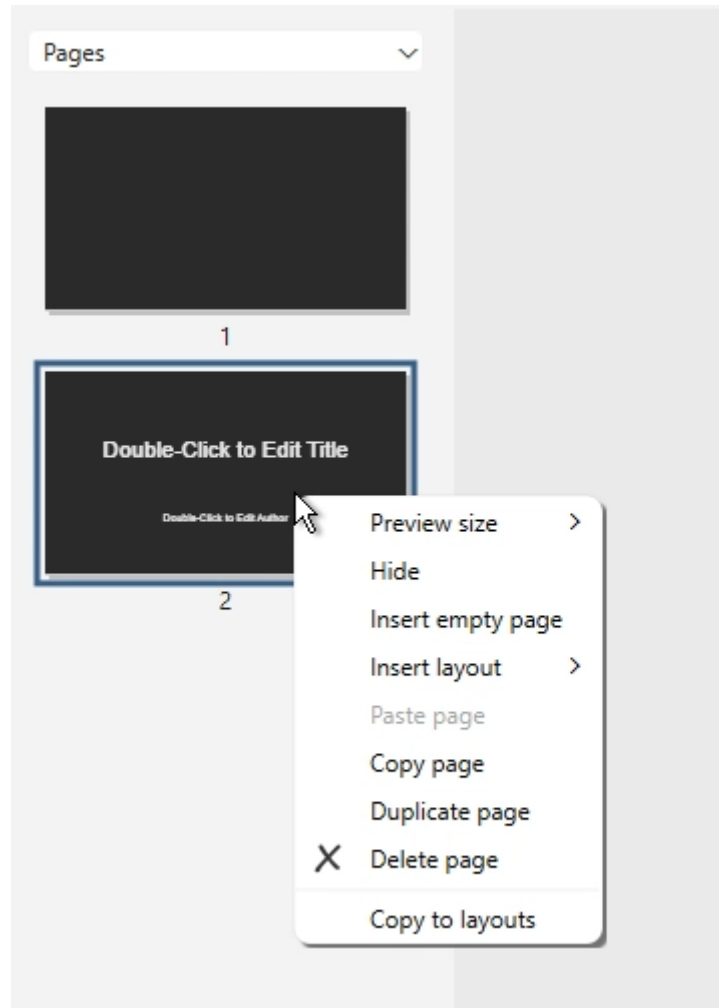 Pages
1
Double-Click to Edit Title
Double-Click to Edit Author
2
Preview size
Hide
Insert empty page
Insert layout
Paste page
Copy page
Duplicate page
Delete page
Copy to layouts